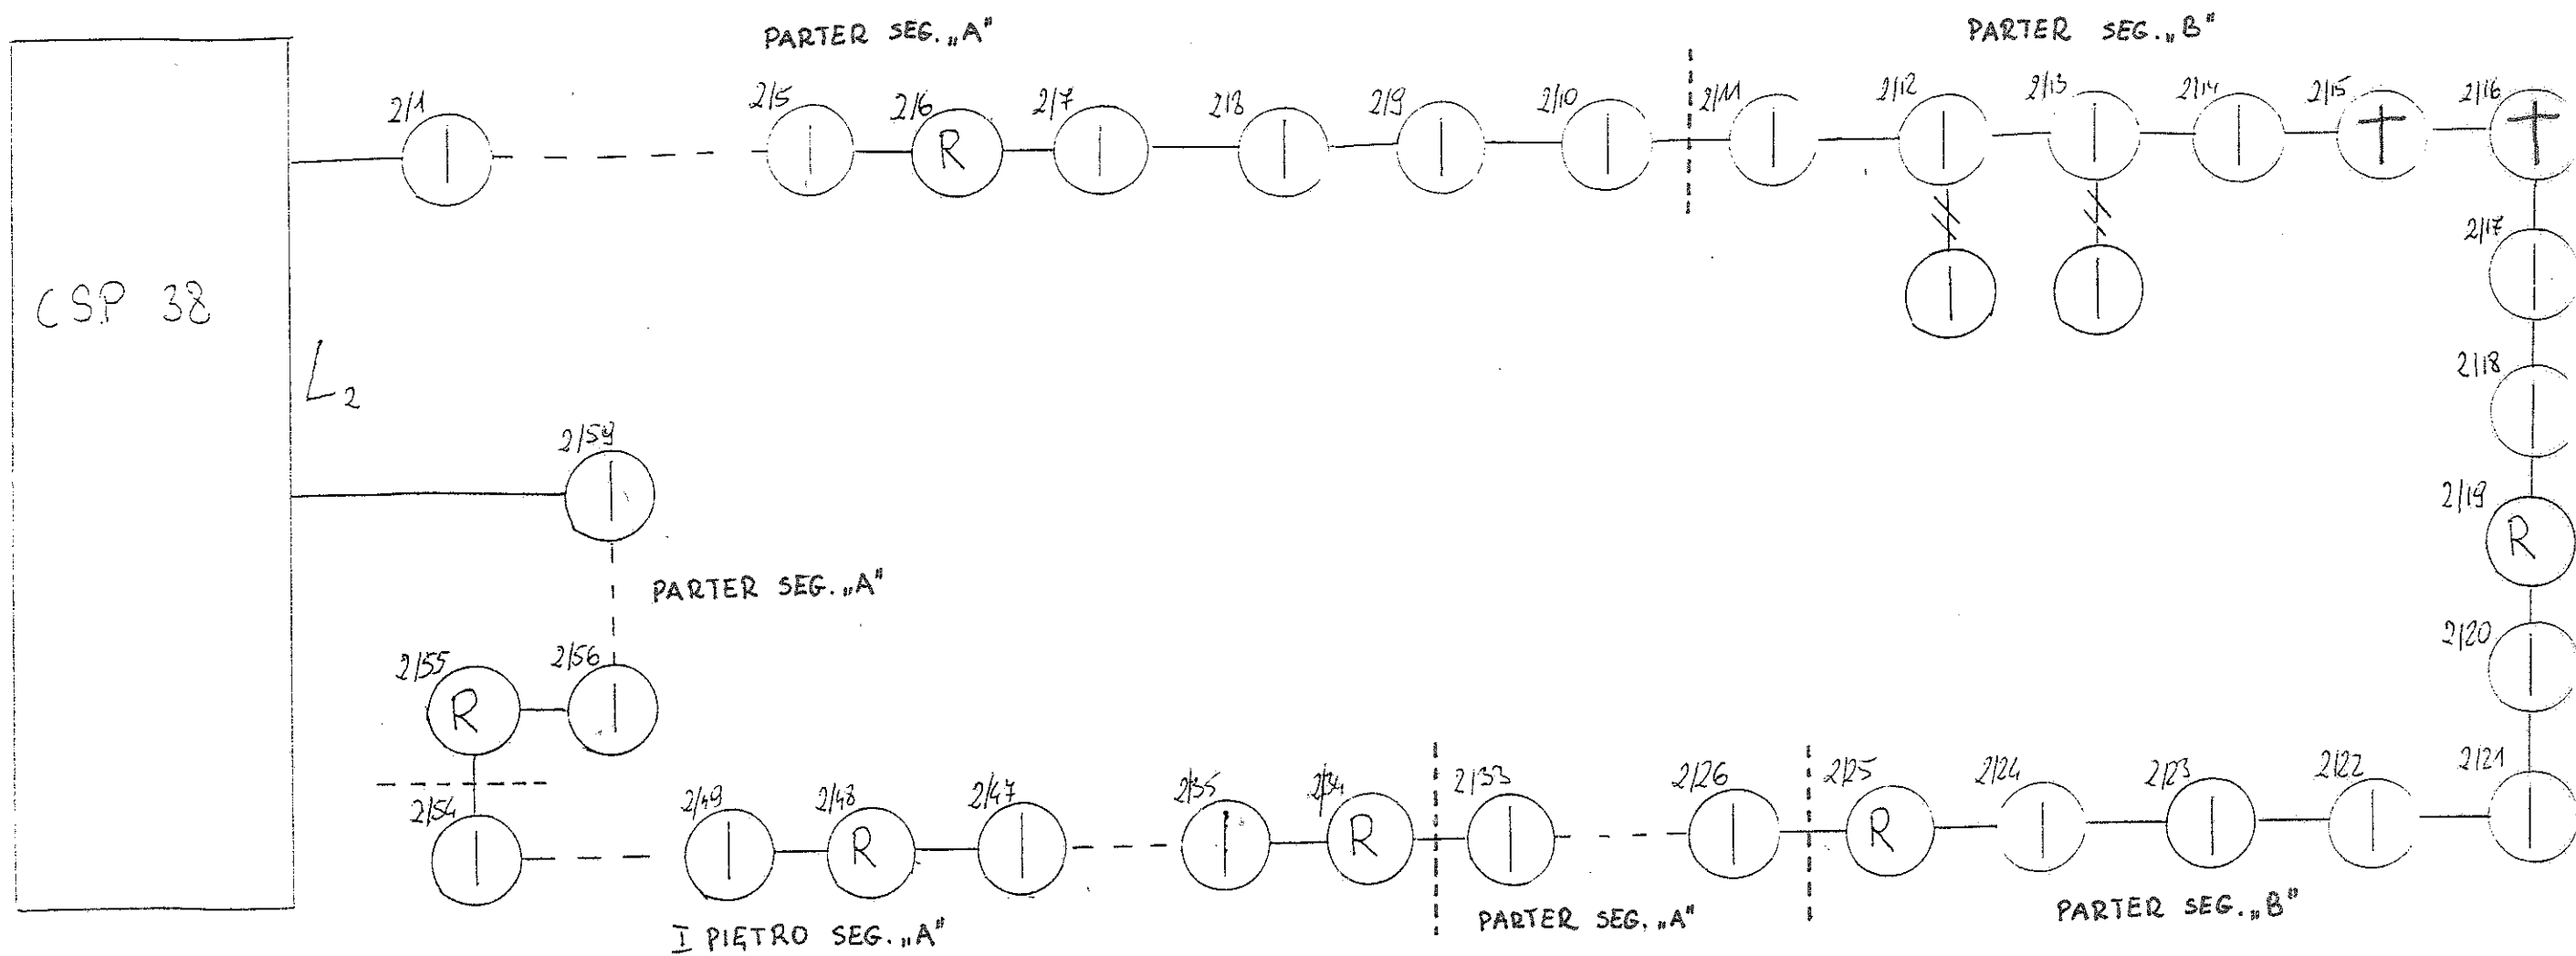 PARTER SEG. „A"
PARTER SEG. „B"
2/1
2/5
2/6
2/7
2/8
2/9
2/10
2/11
2/12
2/13
2/14
2/15
2/16
R
2/17
CSP 38
L2
2/18
2/59
2/19
R
PARTER SEG. „A"
2/20
2/55
2/56
R
2/54
2/49
2/48
2/47
2/35
2/34
2/33
2/26
2/25
2/24
2/23
2/22
2/21
R
R
R
I PIĘTRO SEG. „A"
PARTER SEG. „A"
PARTER SEG. „B"